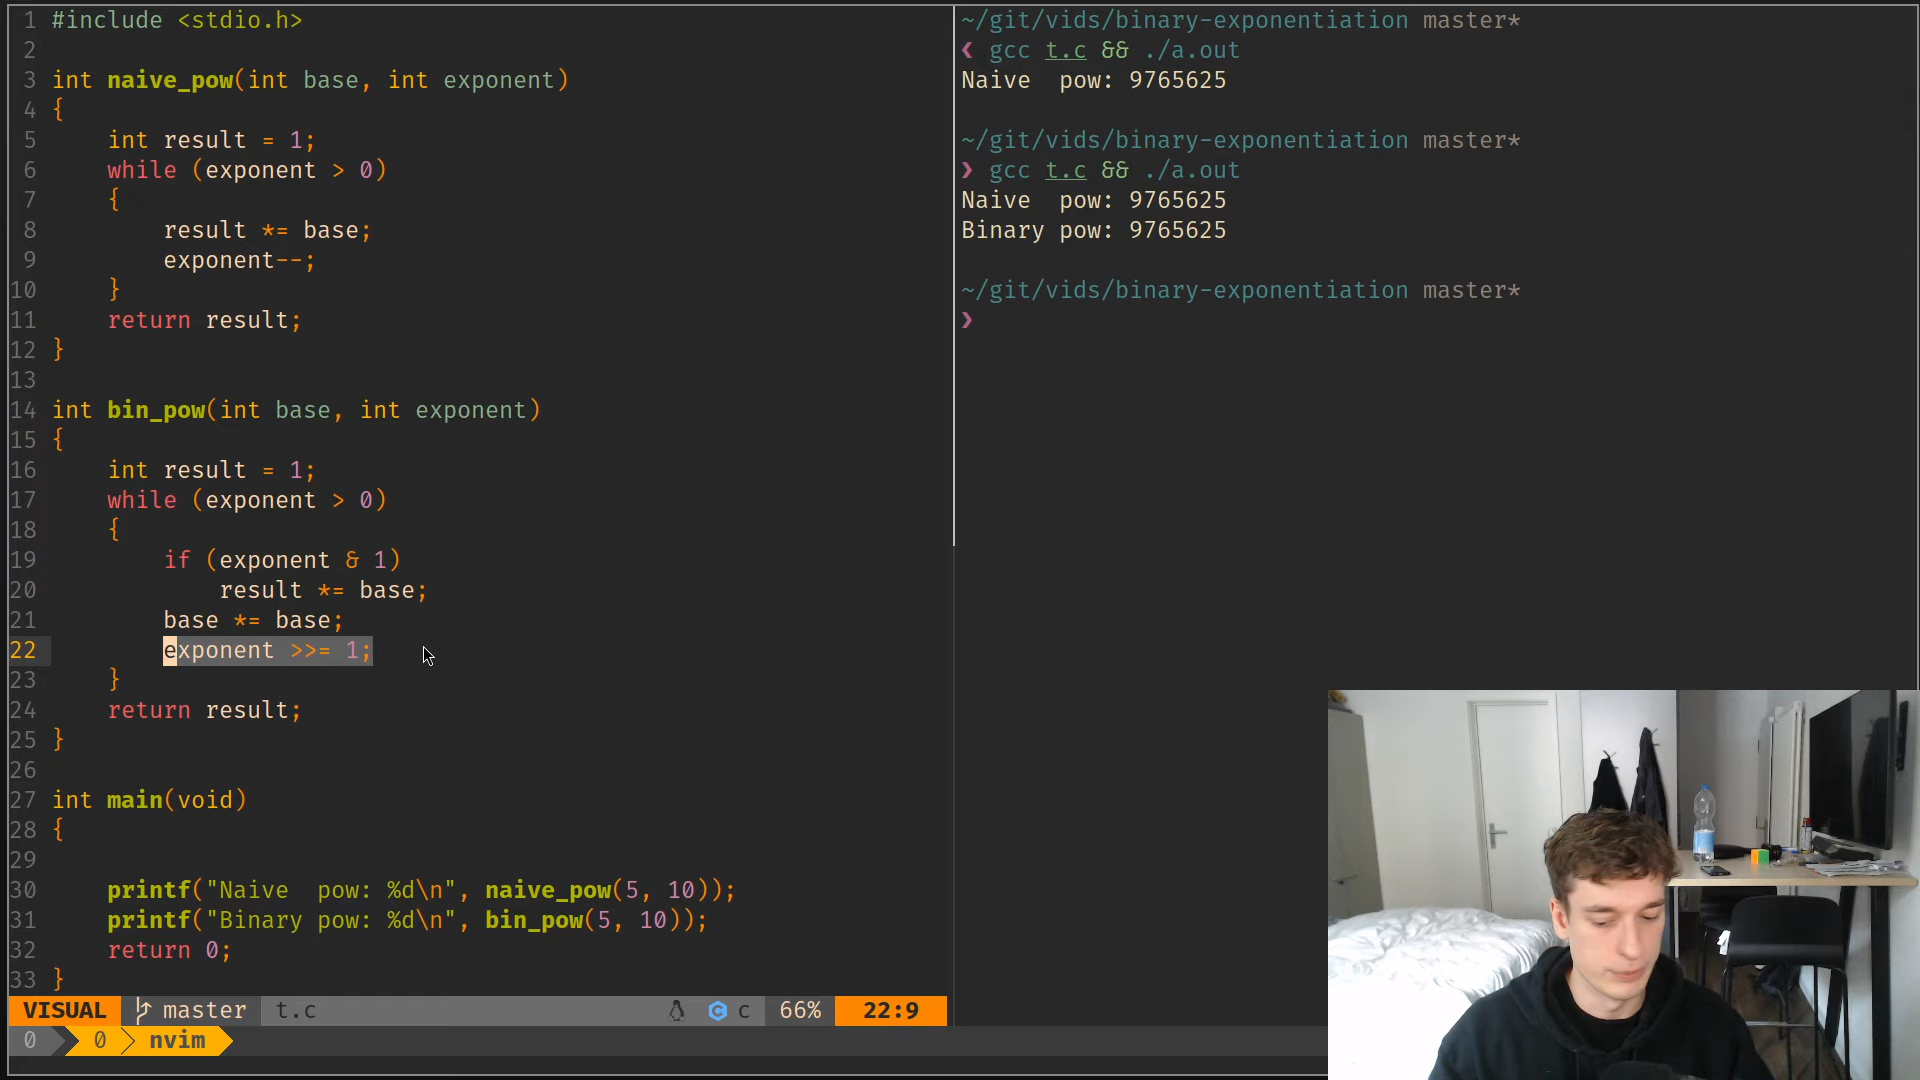 1 #include <stdio.h>
2
3 int naive_pow(int base, int exponent)
4 {
5     int result = 1;
6     while (exponent > 0)
7     {
8         result *= base;
9         exponent--;
10     }
11     return result;
12 }
13
14 int bin_pow(int base, int exponent)
15 {
16     int result = 1;
17     while (exponent > 0)
18     {
19         if (exponent & 1)
20             result *= base;
21         base *= base;
22         exponent >>= 1;
23     }
24     return result;
25 }
26
27 int main(void)
28 {
29
30     printf("Naive  pow: %d\n", naive_pow(5, 10));
31     printf("Binary pow: %d\n", bin_pow(5, 10));
32     return 0;
33 }
VISUAL master t.c c 66% 22:9
0 0 nvim
~/git/vids/binary-exponentiation master*
❮ gcc t.c && ./a.out
Naive  pow: 9765625
~/git/vids/binary-exponentiation master*
❯ gcc t.c && ./a.out
Naive  pow: 9765625
Binary pow: 9765625
~/git/vids/binary-exponentiation master*
❯